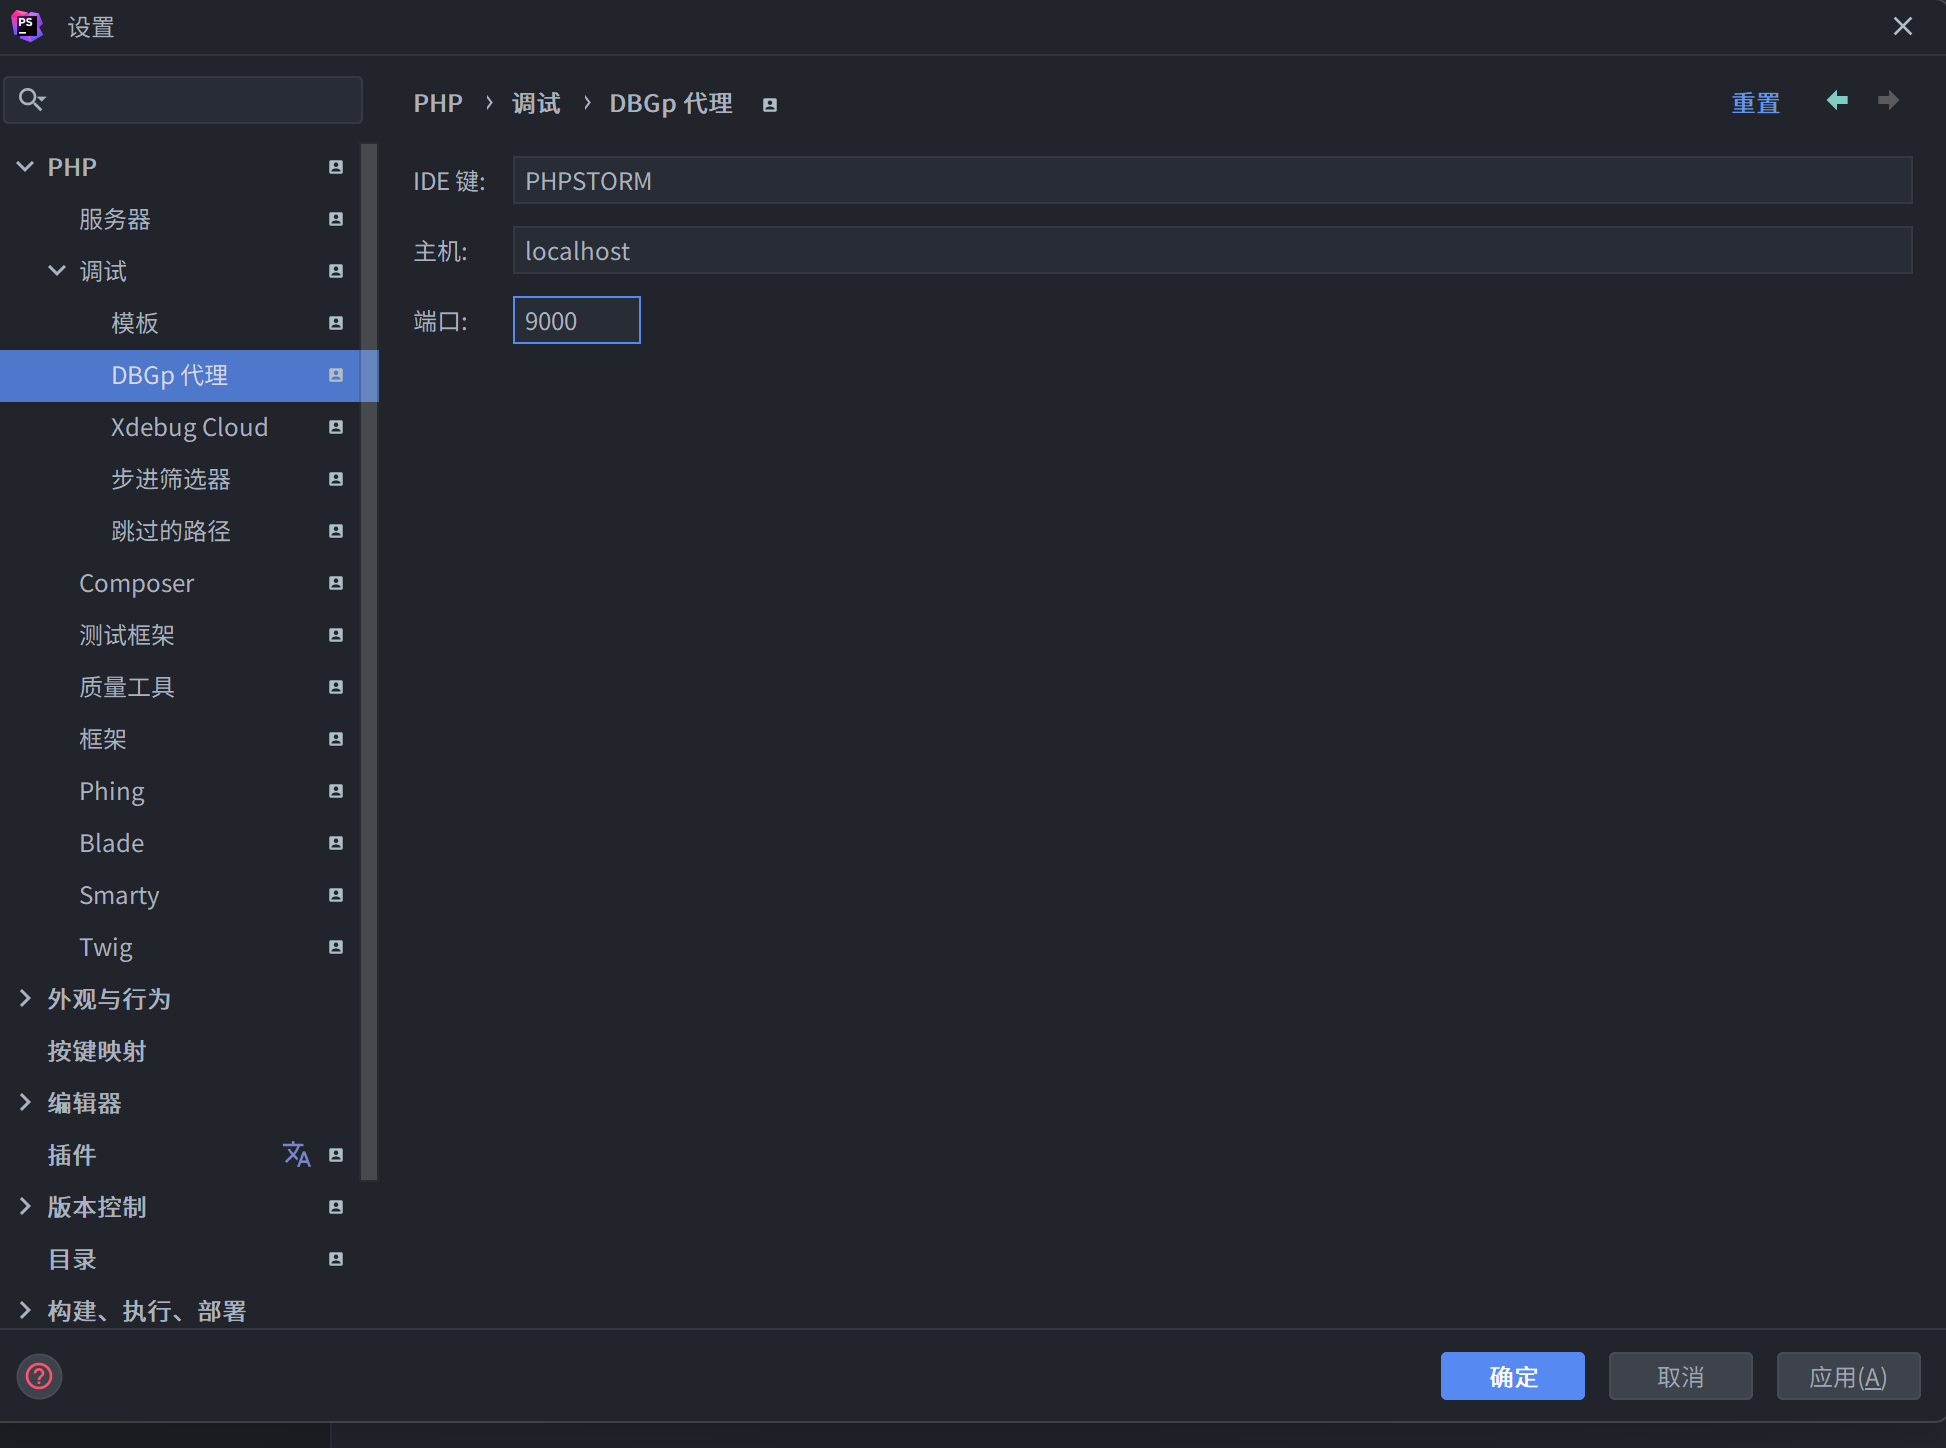 PS
设置
PHP
服务器
调试
模板
DBGp 代理
Xdebug Cloud
步进筛选器
跳过的路径
Composer
测试框架
质量工具
框架
Phing
Blade
Smarty
Twig
外观与行为
按键映射
编辑器
插件
版本控制
目录
构建、执行、部署
PHP › 调试 › DBGp 代理
重置
IDE 键: PHPSTORM
主机: localhost
端口: 9000
确定
取消
应用(A)